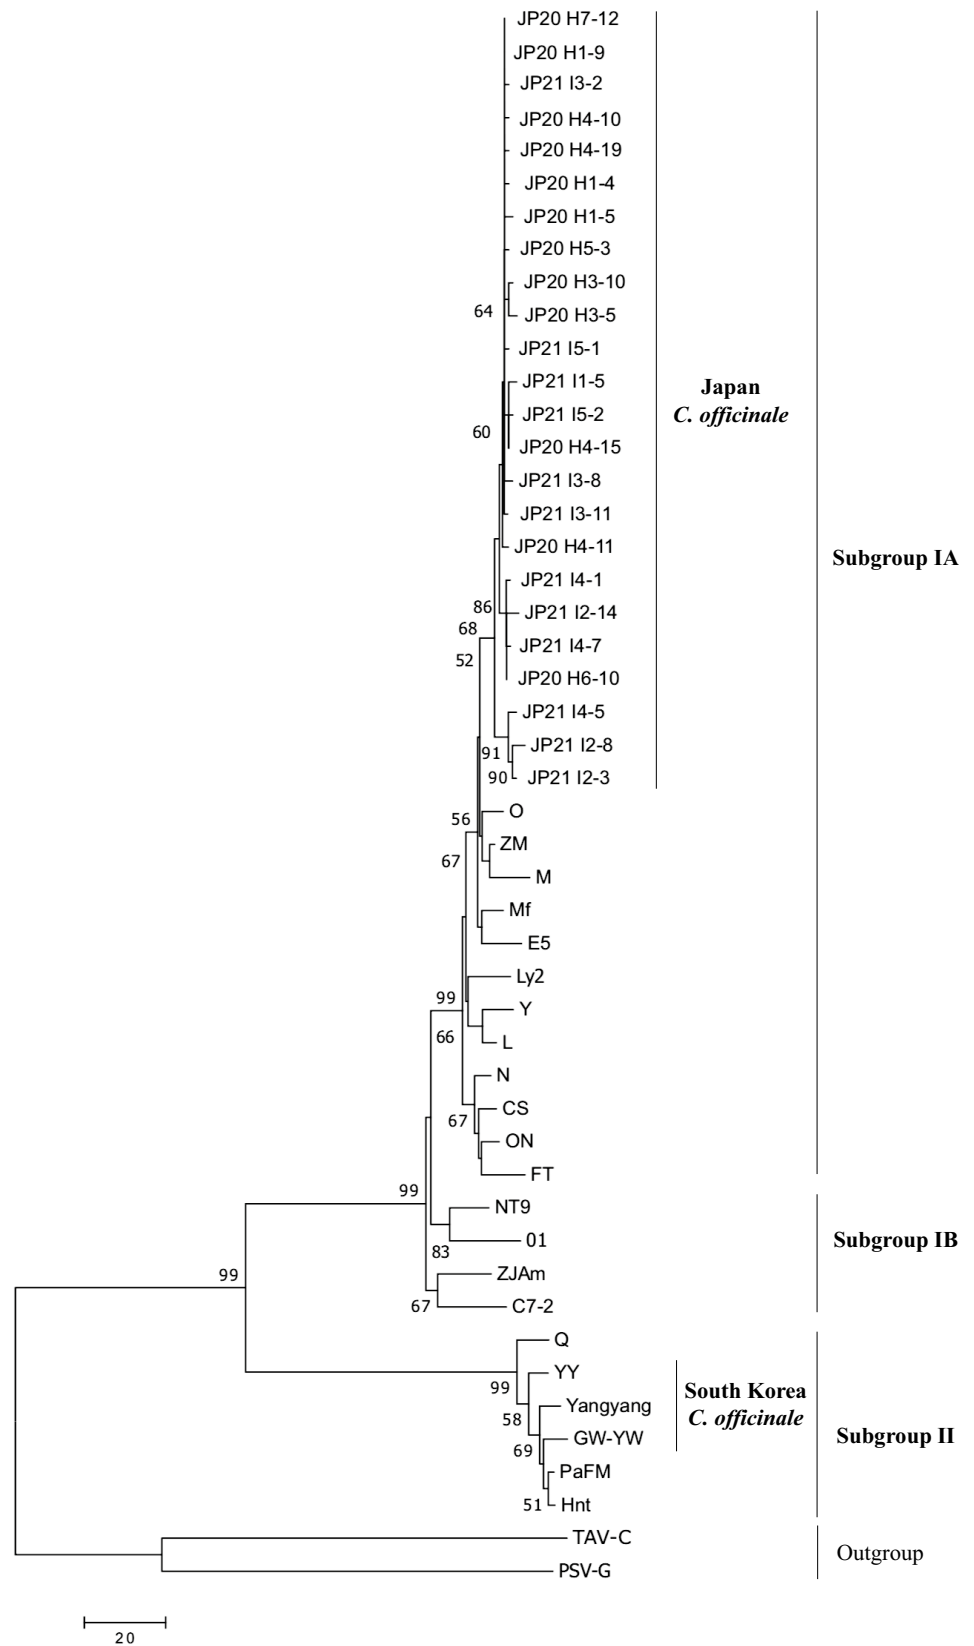 JP20 H7-12
JP20 H1-9
JP21 I3-2
JP20 H4-10
JP20 H4-19
JP20 H1-4
JP20 H1-5
JP20 H5-3
JP20 H3-10
64
JP20 H3-5
JP21 I5-1
JP21 I1-5
Japan
JP21 I5-2
C. officinale
60
JP20 H4-15
JP21 I3-8
JP21 I3-11
JP20 H4-11
Subgroup IA
JP21 I4-1
86
JP21 I2-14
68
JP21 I4-7
52
JP20 H6-10
JP21 I4-5
JP21 I2-8
91
90
JP21 I2-3
O
56
ZM
67
M
Mf
E5
Ly2
99
Y
66
L
N
CS
67
ON
FT
99
NT9
01
Subgroup IB
83
ZJAm
99
67
C7-2
Q
YY
99
South Korea
Yangyang
58
C. officinale
GW-YW
Subgroup II
69
PaFM
51
Hnt
TAV-C
Outgroup
PSV-G
20